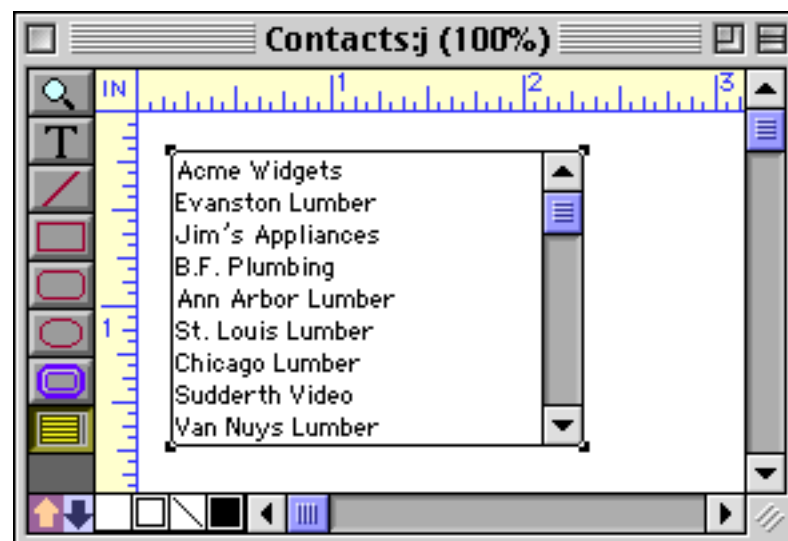 Contacts:j (100%)
IN 1 2 3
T
Acme Widgets
Evanston Lumber
Jim's Appliances
B.F. Plumbing
Ann Arbor Lumber
1
St. Louis Lumber
Chicago Lumber
Sudderth Video
Van Nuys Lumber